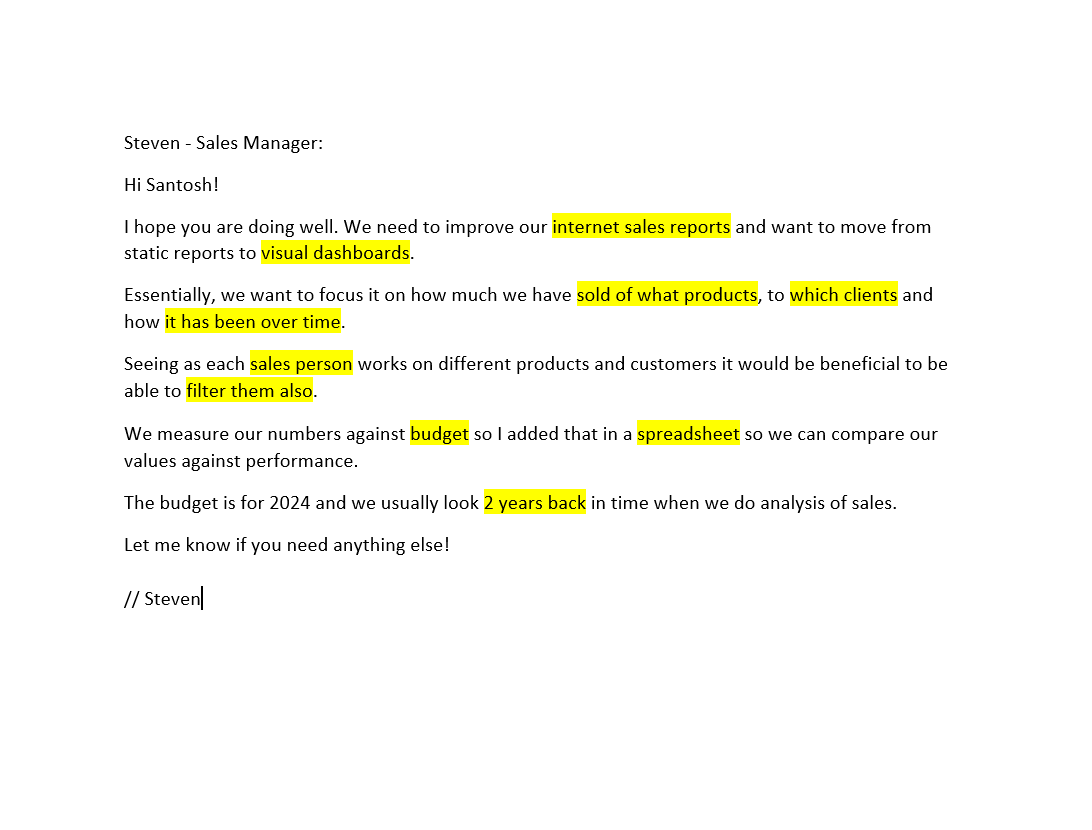 Steven - Sales Manager:
Hi Santosh!
I hope you are doing well. We need to improve our internet sales reports and want to move from
static reports to visual dashboards.
Essentially, we want to focus it on how much we have sold of what products, to which clients and
how it has been over time.
Seeing as each sales person works on different products and customers it would be beneficial to be
able to filter them also.
We measure our numbers against budget so I added that in a spreadsheet so we can compare our
values against performance.
The budget is for 2024 and we usually look 2 years back in time when we do analysis of sales.
Let me know if you need anything else!
// Steven